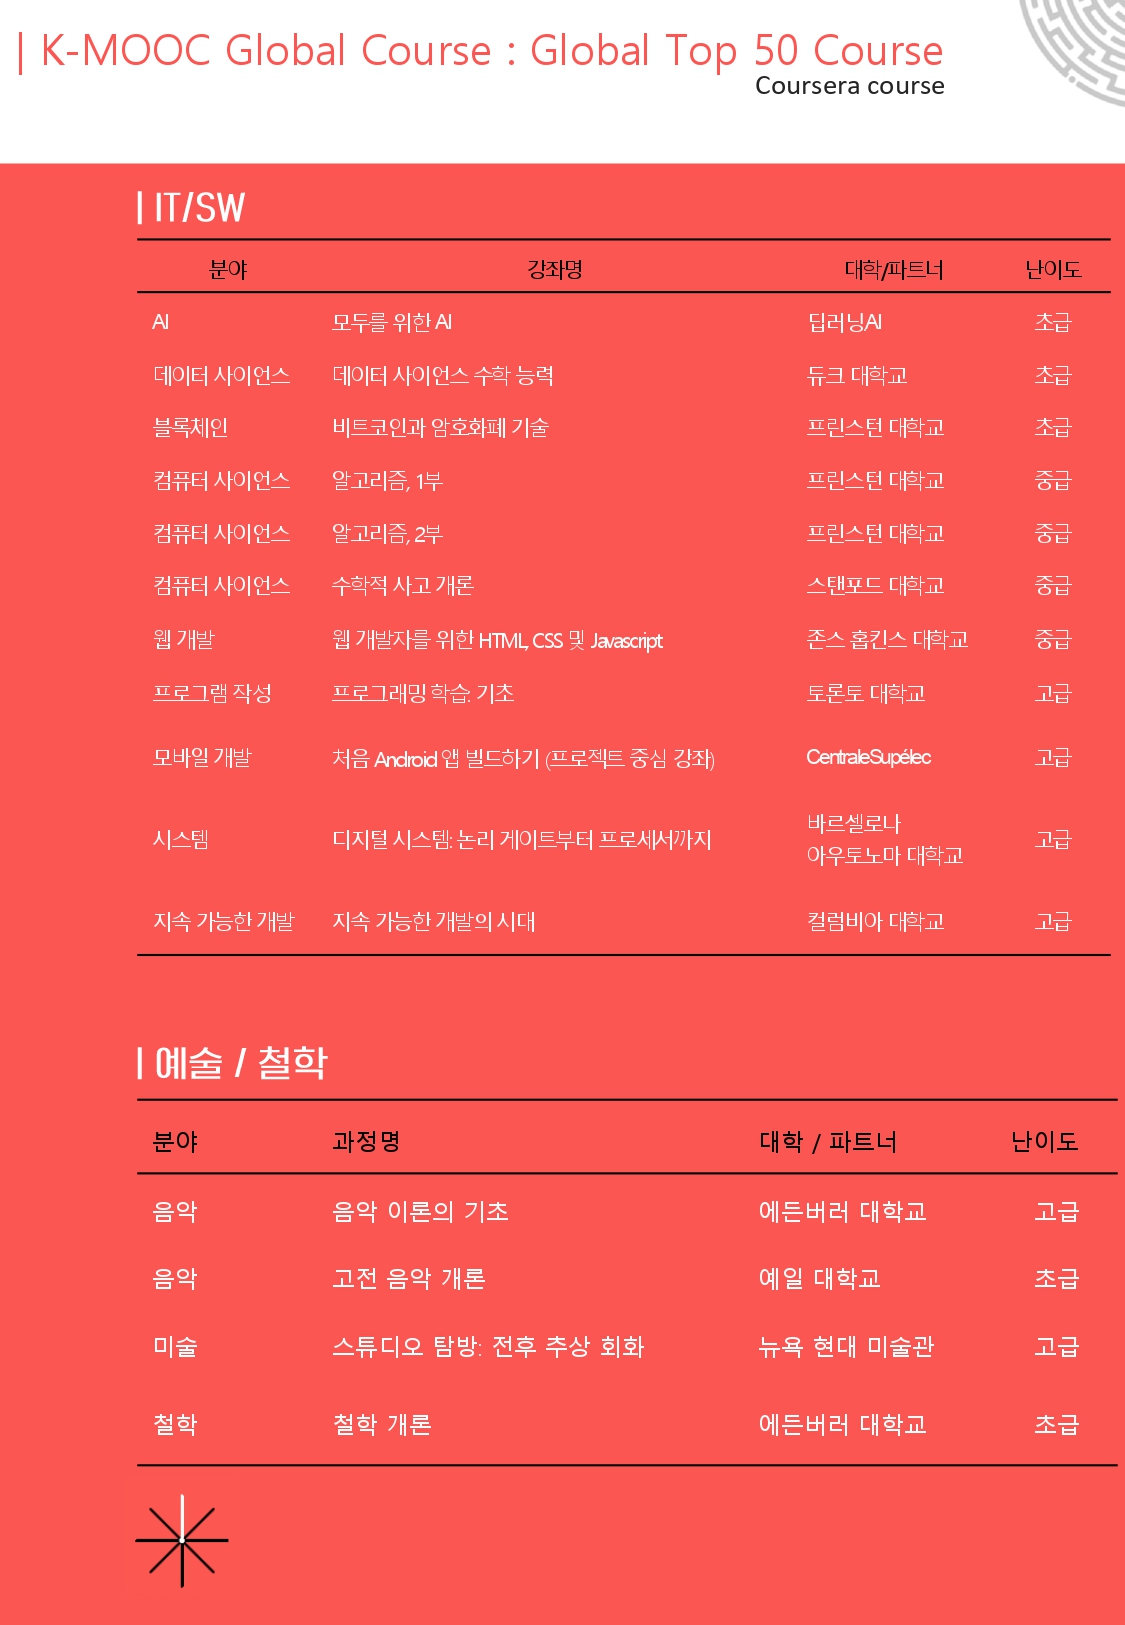 | K-MOOC Global Course : Global Top 50 Course
Coursera course
| IT/SW
분야 강좌명 대학/파트너 난이도
AI 모두를 위한 AI 딥러닝AI 초급
데이터 사이언스 데이터 사이언스 수학 능력 듀크 대학교 초급
블록체인 비트코인과 암호화폐 기술 프린스턴 대학교 초급
컴퓨터 사이언스 알고리즘, 1부 프린스턴 대학교 중급
컴퓨터 사이언스 알고리즘, 2부 프린스턴 대학교 중급
컴퓨터 사이언스 수학적 사고 개론 스탠포드 대학교 중급
웹 개발 웹 개발자를 위한 HTML, CSS 및 Javascript 존스 홉킨스 대학교 중급
프로그램 작성 프로그래밍 학습: 기초 토론토 대학교 고급
모바일 개발 처음 Android 앱 빌드하기 (프로젝트 중심 강좌) CentraleSupélec 고급
시스템 디지털 시스템: 논리 게이트부터 프로세서까지 바르셀로나
아우토노마 대학교 고급
지속 가능한 개발 지속 가능한 개발의 시대 컬럼비아 대학교 고급
| 예술 / 철학
분야 과정명 대학 / 파트너 난이도
음악 음악 이론의 기초 에든버러 대학교 고급
음악 고전 음악 개론 예일 대학교 초급
미술 스튜디오 탐방: 전후 추상 회화 뉴욕 현대 미술관 고급
철학 철학 개론 에든버러 대학교 초급